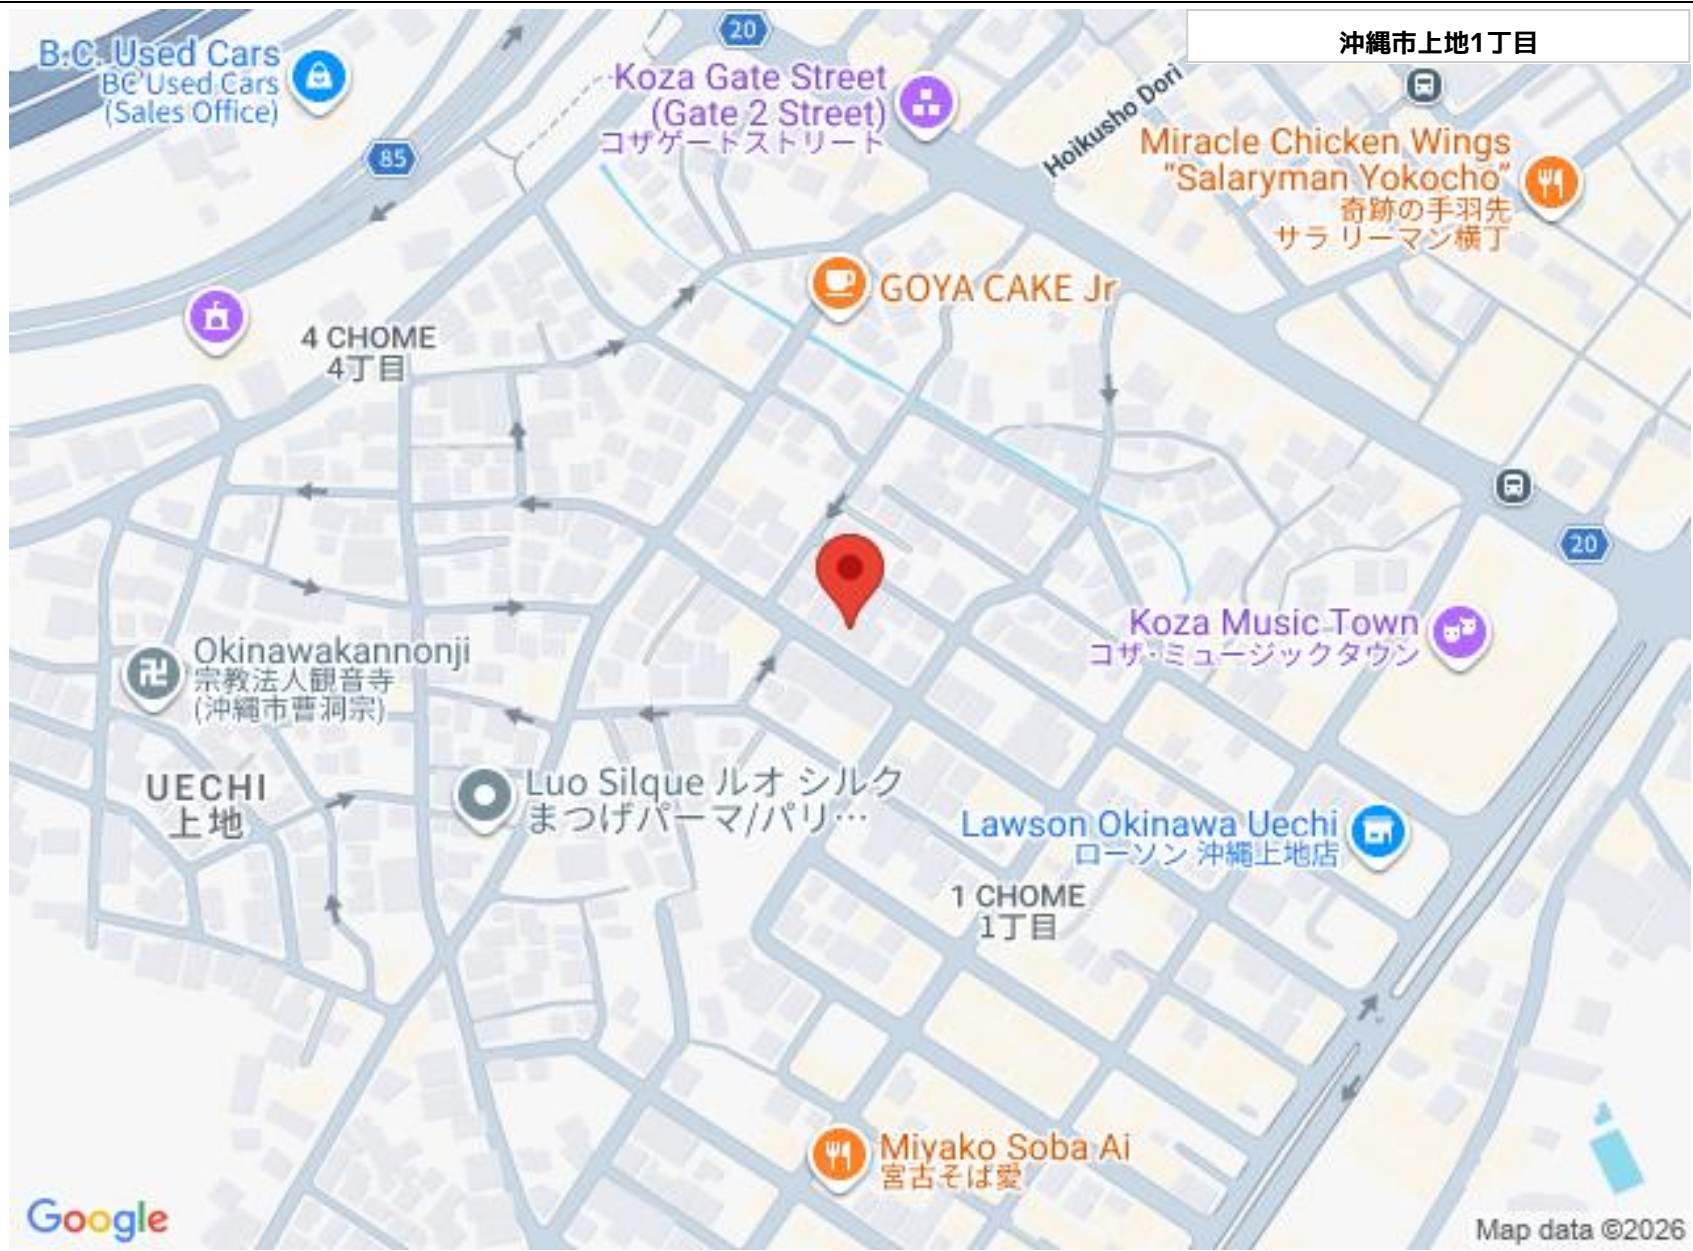 沖縄市上地1丁目
20
B.C. Used Cars
BC Used Cars
(Sales Office)
Koza Gate Street
(Gate 2 Street)
コザゲートストリート
Hoikusho Dori
Miracle Chicken Wings
“Salaryman Yokocho”
奇跡の手羽先
サラリーマン横丁
85
GOYA CAKE Jr
4 CHOME
4丁目
20
Koza Music Town
コザ・ミュージックタウン
Okinawakannonji
宗教法人観音寺
(沖縄市曹洞宗)
UECHI
上地
Luo Silque ルオ シルク
まつげパーマ/パリ…
Lawson Okinawa Uechi
ローソン 沖縄上地店
1 CHOME
1丁目
Miyako Soba Ai
宮古そば愛
Google
Map data ©2026